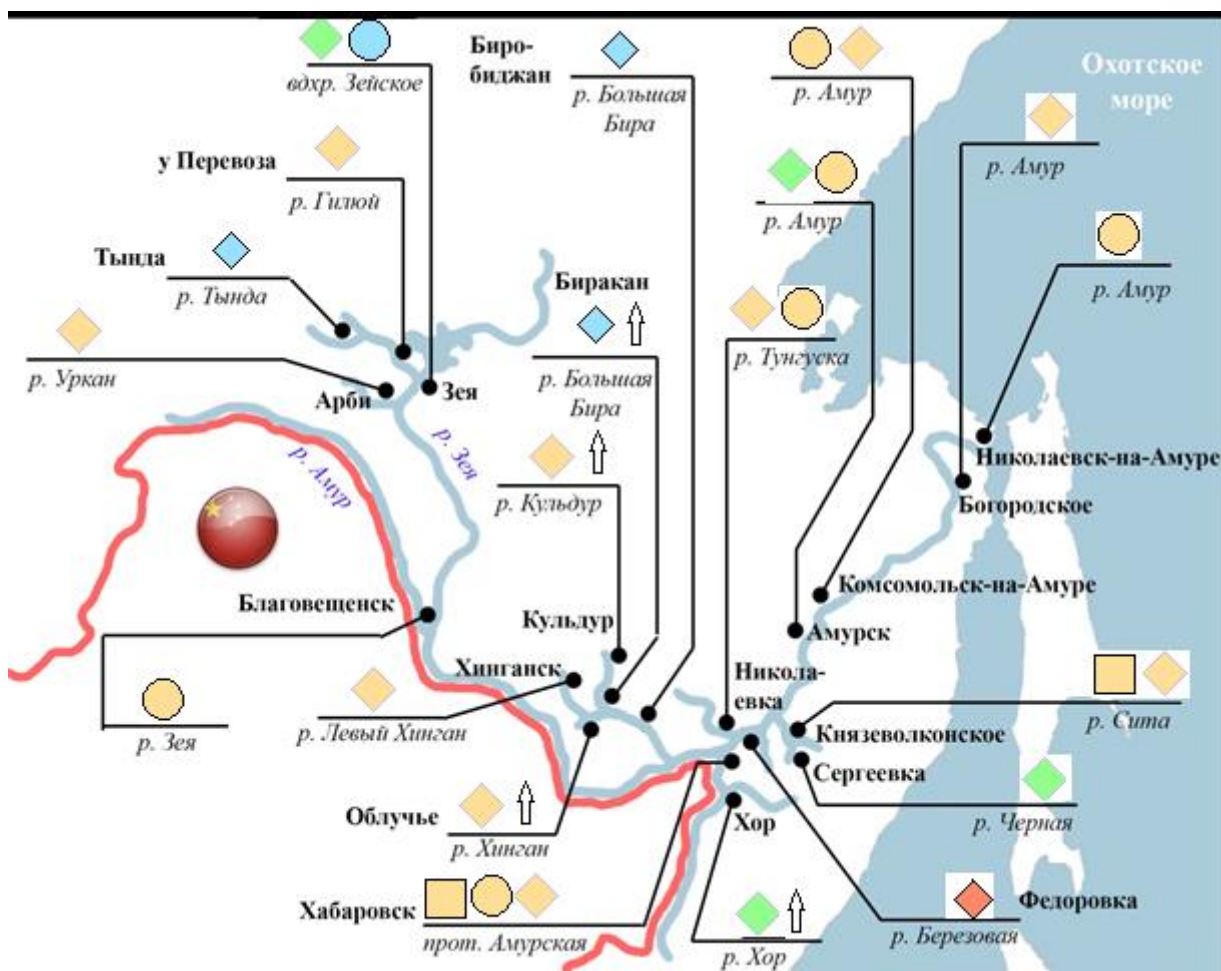 вдхр. Зейское
Биро-
биджан
р. Большая
Бира
р. Амур
Охотское
море
р. Амур
у Перевоза
р. Гилюй
р. Амур
Тында
р. Тында
Биракан
р. Большая
Бира
р. Амур
р. Тунгуска
р. Уркан
Арби
Зея
р. Зея
р. Амур
р. Кульдур
Николаевск-на-Амуре
Богородское
Благовещенск
Комсомольск-на-Амуре
Кульдур
Амурск
Хинганск
Никола-
евка
р. Зея
р. Левый Хинган
Князеволконское
р. Сита
Сергеевка
Облучье
р. Хинган
Хор
р. Черная
Хабаровск
прот. Амурская
р. Хор
Федоровка
р. Березовая